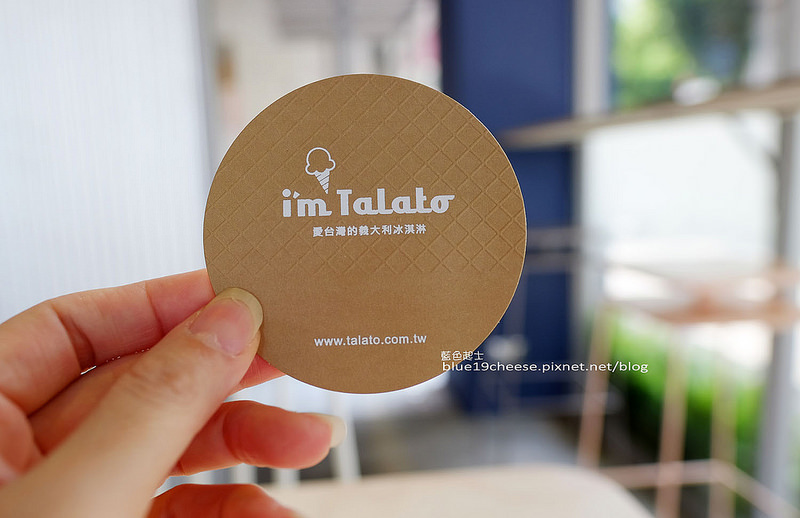 i'm Talato
愛台灣的義大利冰淇淋
www.talato.com.tw
藍色起士
blue19cheese.pixnet.net/blog